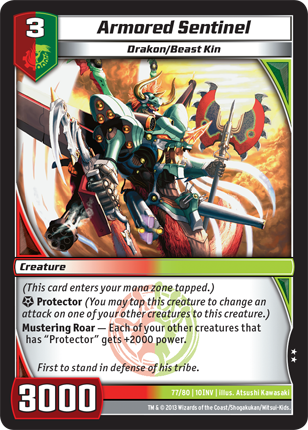 3
Armored Sentinel
Drakon/Beast Kin
Creature
(This card enters your mana zone tapped.)
Protector (You may tap this creature to change an
attack on one of your other creatures to this creature.)
Mustering Roar — Each of your other creatures that
has "Protector" gets +2000 power.
First to stand in defense of his tribe.
3000
77/80 | 10INV | Illus. Atsushi Kawasaki
TM & © 2013 Wizards of the Coast/Shogakukan/Mitsui-Kids.